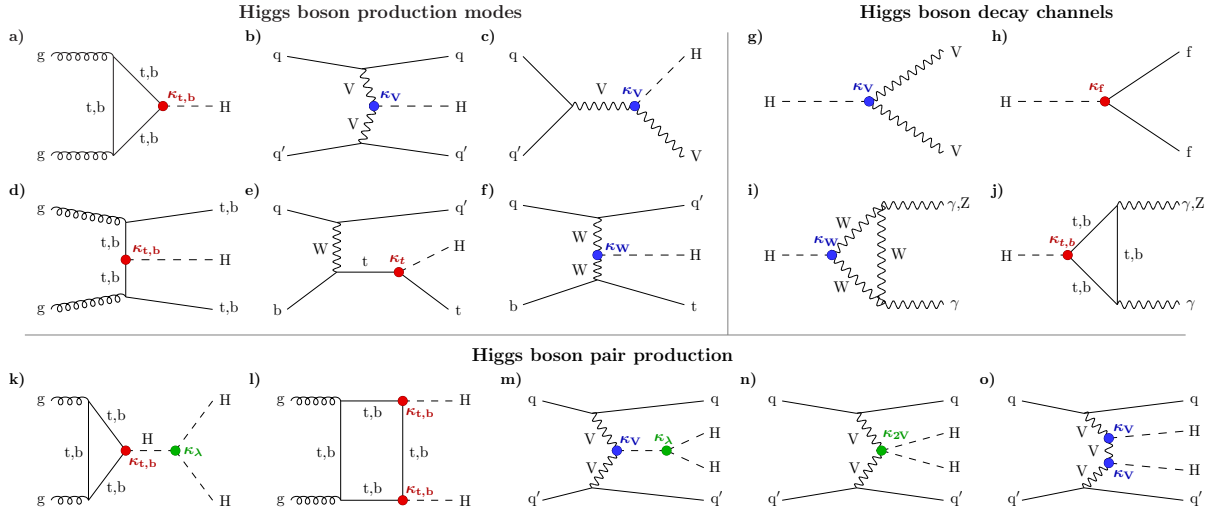 Higgs boson production modes
Higgs boson decay channels
a)
g
g
t,b
t,b
t,b
κt,b
H
b)
q
q
V
κV
H
V
q′
q′
c)
q
q′
V
κV
H
V
g)
H
κV
V
V
h)
H
κf
f
f
d)
g
g
t,b
t,b
κt,b
H
t,b
t,b
e)
q
q′
W
H
t
κt
b
t
f)
q
q′
W
κW
H
W
b
t
i)
H
κW
W
W
W
γ,Z
γ
j)
H
κt,b
t,b
t,b
t,b
γ,Z
γ
Higgs boson pair production
k)
g
g
t,b
t,b
t,b
H
κt,b
κλ
H
H
l)
g
g
t,b
t,b
t,b
t,b
κt,b
κt,b
H
H
m)
q
q
V
κV
κλ
H
H
V
q′
q′
n)
q
q
V
κ2V
H
H
V
q′
q′
o)
q
q
V
κV
H
V
V
κV
H
q′
q′